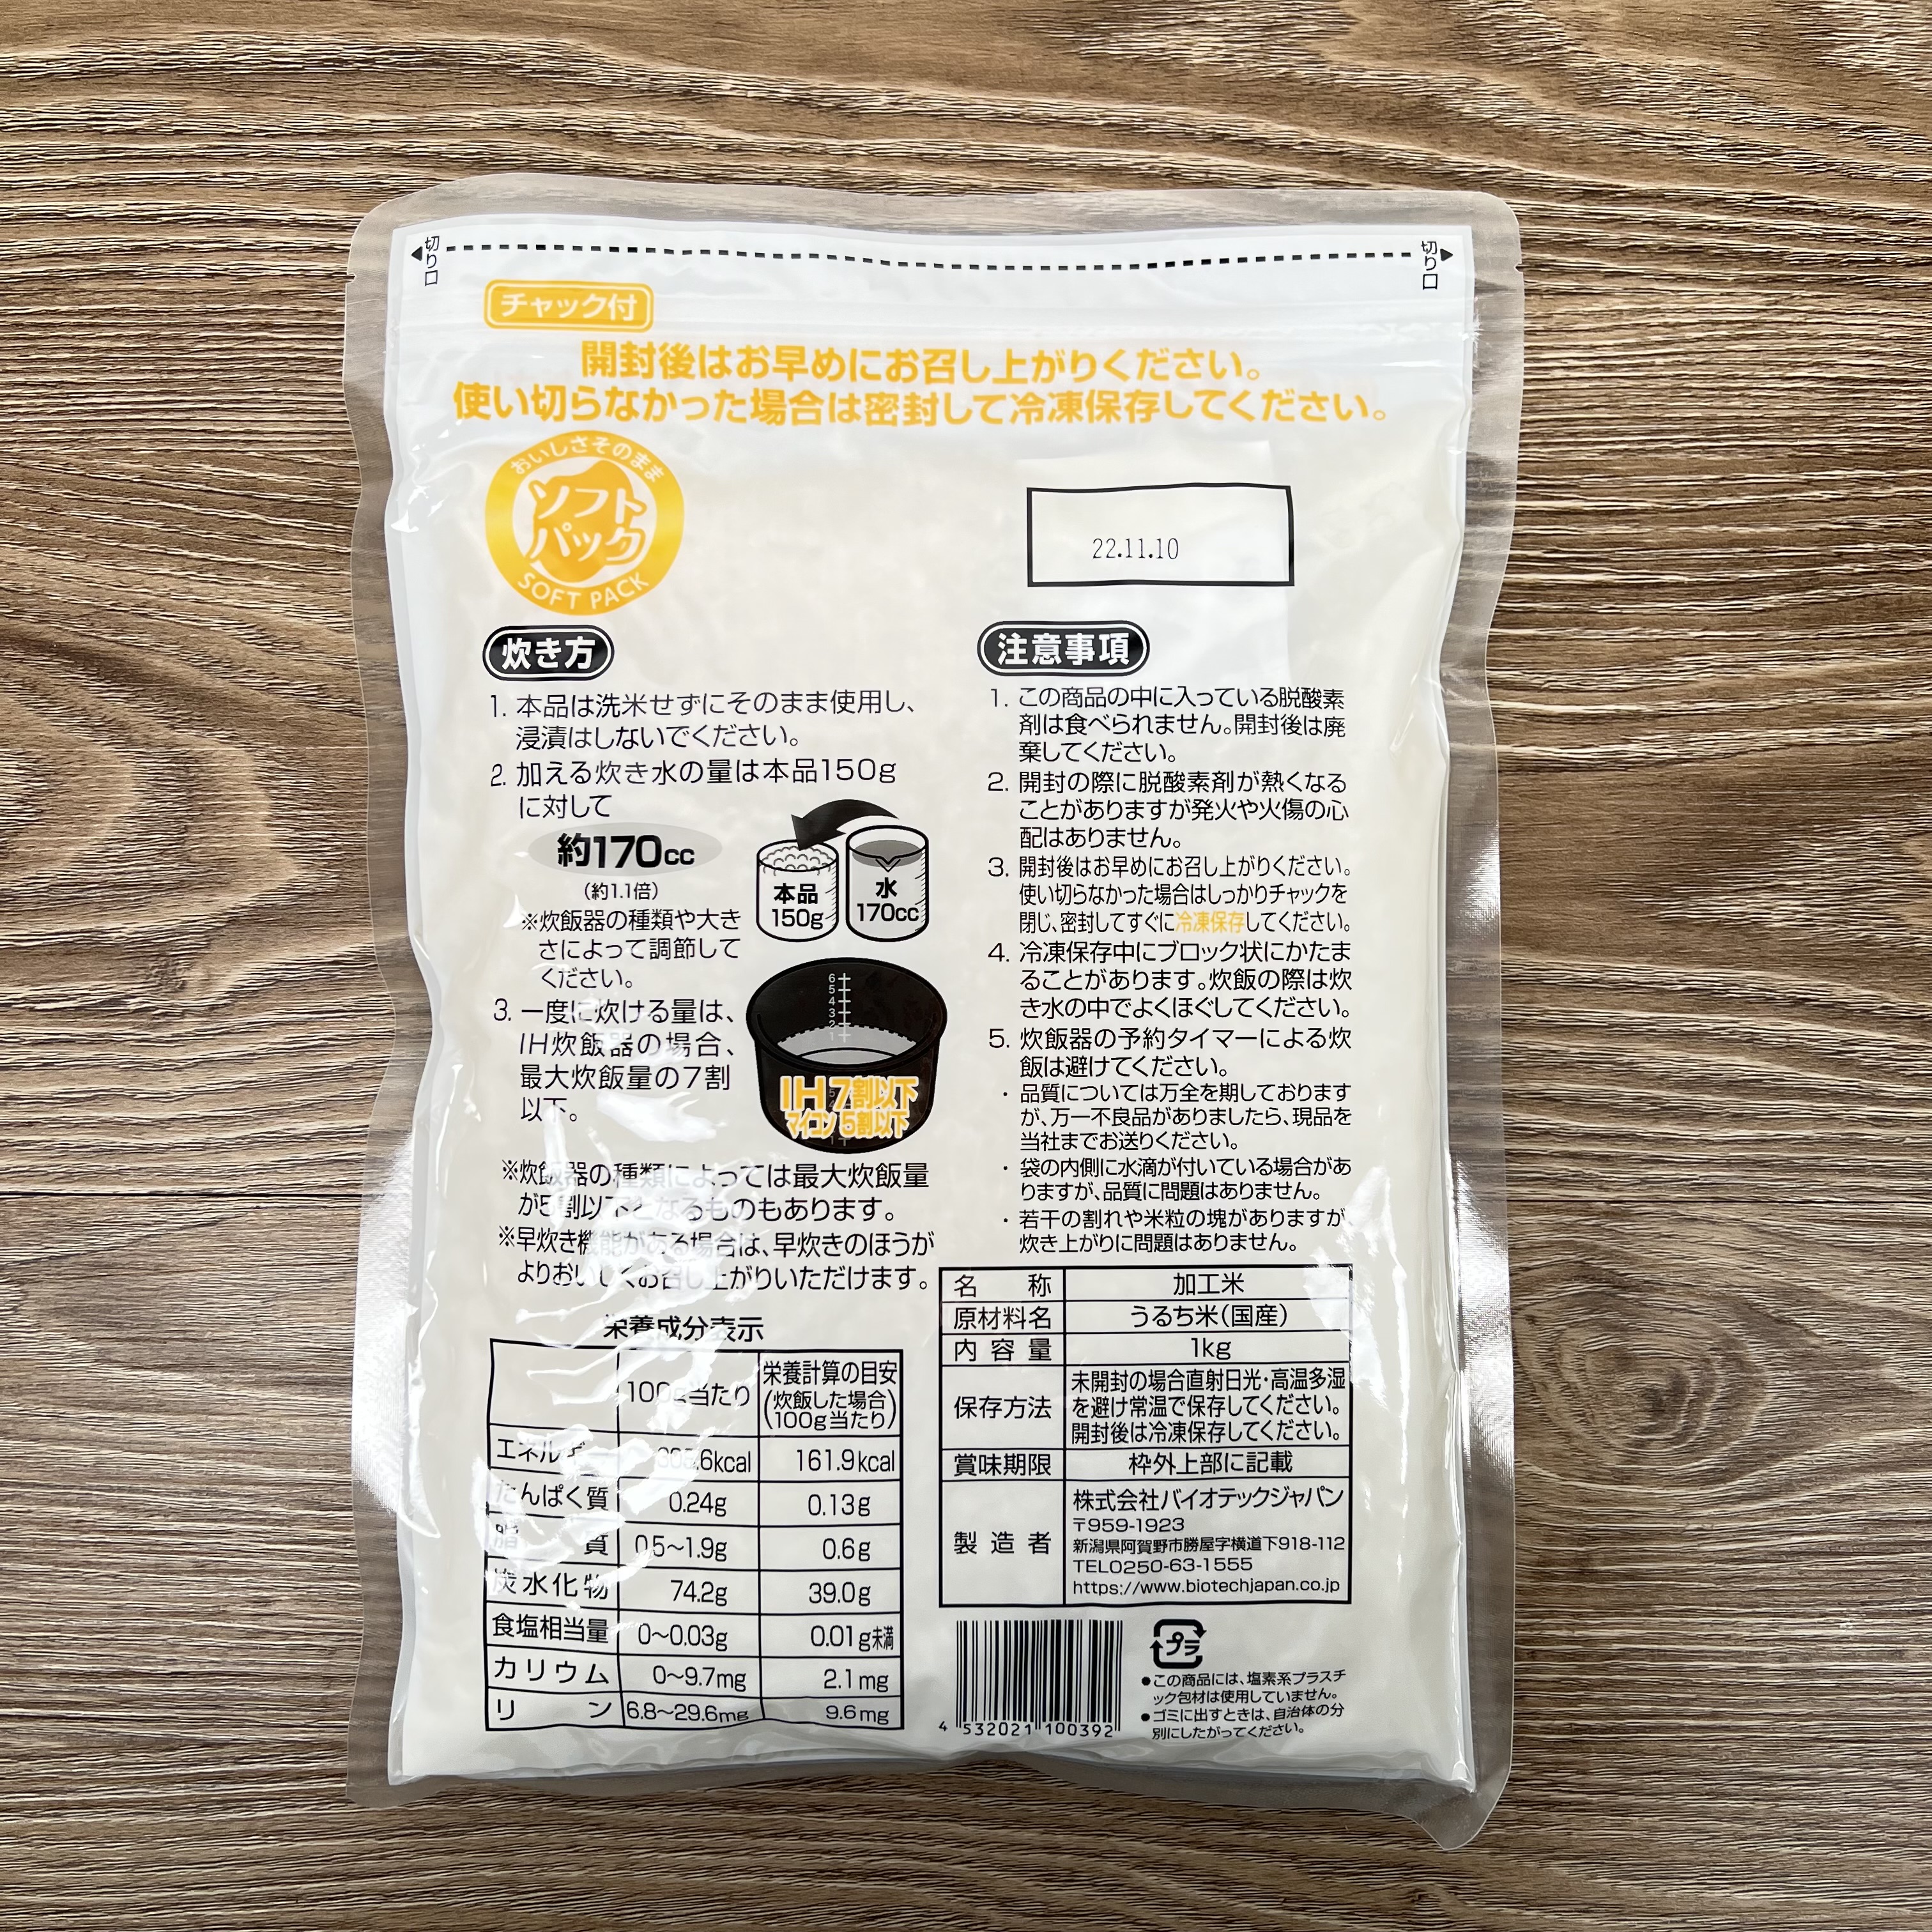 切り口
切り口
チャック付
開封後はお早めにお召し上がりください。
使い切らなかった場合は密封して冷凍保存してください。
おいしさそのまま
ソフト
パック
SOFT PACK
22.11.10
炊き方
1. 本品は洗米せずにそのまま使用し、
浸漬はしないでください。
2. 加える炊き水の量は本品150g
に対して
約170cc
(約1.1倍)
本品
150g
水
170cc
※炊飯器の種類や大き
さによって調節して
ください。
3. 一度に炊ける量は、
IH炊飯器の場合、
最大炊飯量の7割
以下。
6
5
4
3
2
1
IH 7割以下
マイコン 5割以下
※炊飯器の種類によっては最大炊飯量
が5割以下となるものもあります。
※早炊き機能がある場合は、早炊きのほうが
よりおいしくお召し上がりいただけます。
注意事項
1. この商品の中に入っている脱酸素
剤は食べられません。開封後は廃
棄してください。
2. 開封の際に脱酸素剤が熱くなる
ことがありますが発火や火傷の心
配はありません。
3. 開封後はお早めにお召し上がりください。
使い切らなかった場合はしっかりチャックを
閉じ、密封してすぐに冷凍保存してください。
4. 冷凍保存中にブロック状にかたま
ることがあります。炊飯の際は炊
き水の中でよくほぐしてください。
5. 炊飯器の予約タイマーによる炊
飯は避けてください。
・品質については万全を期しております
が、万一不良品がありましたら、現品を
当社までお送りください。
・袋の内側に水滴が付いている場合があ
りますが、品質に問題はありません。
・若干の割れや米粒の塊がありますが、
炊き上がりに問題はありません。
栄養成分表示
100g当たり 栄養計算の目安
(炊飯した場合)
(100g当たり)
エネルギー 6kcal 161.9kcal
たんぱく質 0.24g 0.13g
脂質 0.5〜1.9g 0.6g
炭水化物 74.2g 39.0g
食塩相当量 0〜0.03g 0.01g未満
カリウム 0〜9.7mg 2.1mg
リン 6.8〜29.6mg 9.6mg
名称 加工米
原材料名 うるち米(国産)
内容量 1kg
保存方法 未開封の場合直射日光・高温多湿
を避け常温で保存してください。
開封後は冷凍保存してください。
賞味期限 枠外上部に記載
製造者 株式会社バイオテックジャパン
〒959-1923
新潟県阿賀野市勝屋字横道下918-112
TEL0250-63-1555
https://www.biotechjapan.co.jp
4 532021 100392
プラ
●この商品には、塩素系プラスチ
ック包材は使用していません。
●ゴミに出すときは、自治体の分
別にしたがってください。